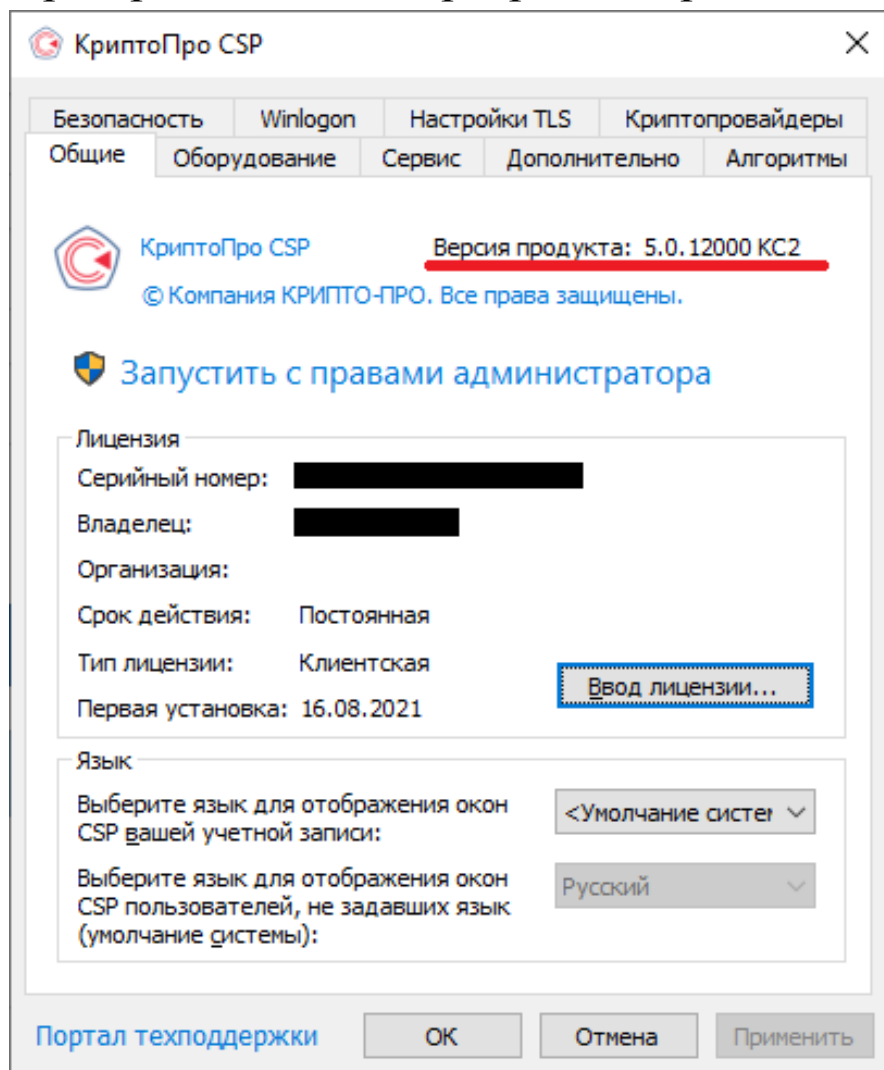 КриптоПро CSP
Безопасность Winlogon Настройки TLS Криптопровайдеры
Общие Оборудование Сервис Дополнительно Алгоритмы
КриптоПро CSP Версия продукта: 5.0.12000 КС2
© Компания КРИПТО-ПРО. Все права защищены.
Запустить с правами администратора
Лицензия
Серийный номер:
Владелец:
Организация:
Срок действия: Постоянная
Тип лицензии: Клиентская
Ввод лицензии...
Первая установка: 16.08.2021
Язык
Выберите язык для отображения окон
CSP вашей учетной записи:
<Умолчание систе
Выберите язык для отображения окон
CSP пользователей, не задавших язык
(умолчание системы):
Русский
Портал техподдержки ОК Отмена Применить